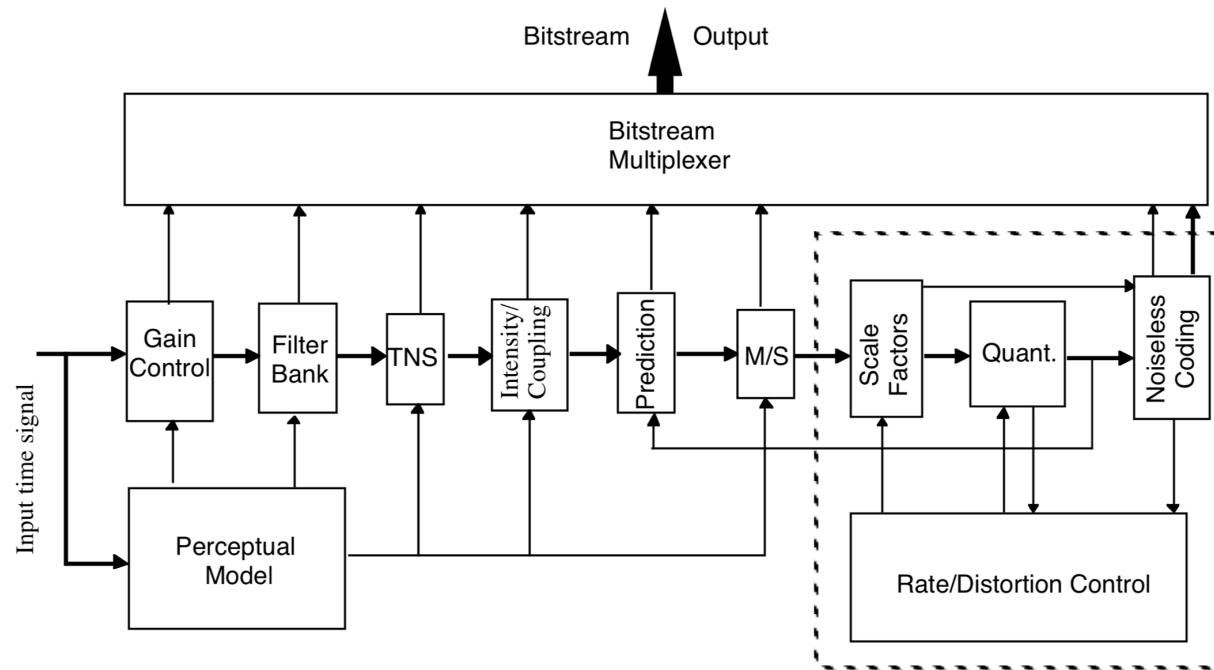 Bitstream Output
Bitstream
Multiplexer
Gain
Control
Filter
Bank
TNS
Intensity/
Coupling
Prediction
M/S
Scale
Factors
Quant.
Noiseless
Coding
Input time signal
Perceptual
Model
Rate/Distortion Control